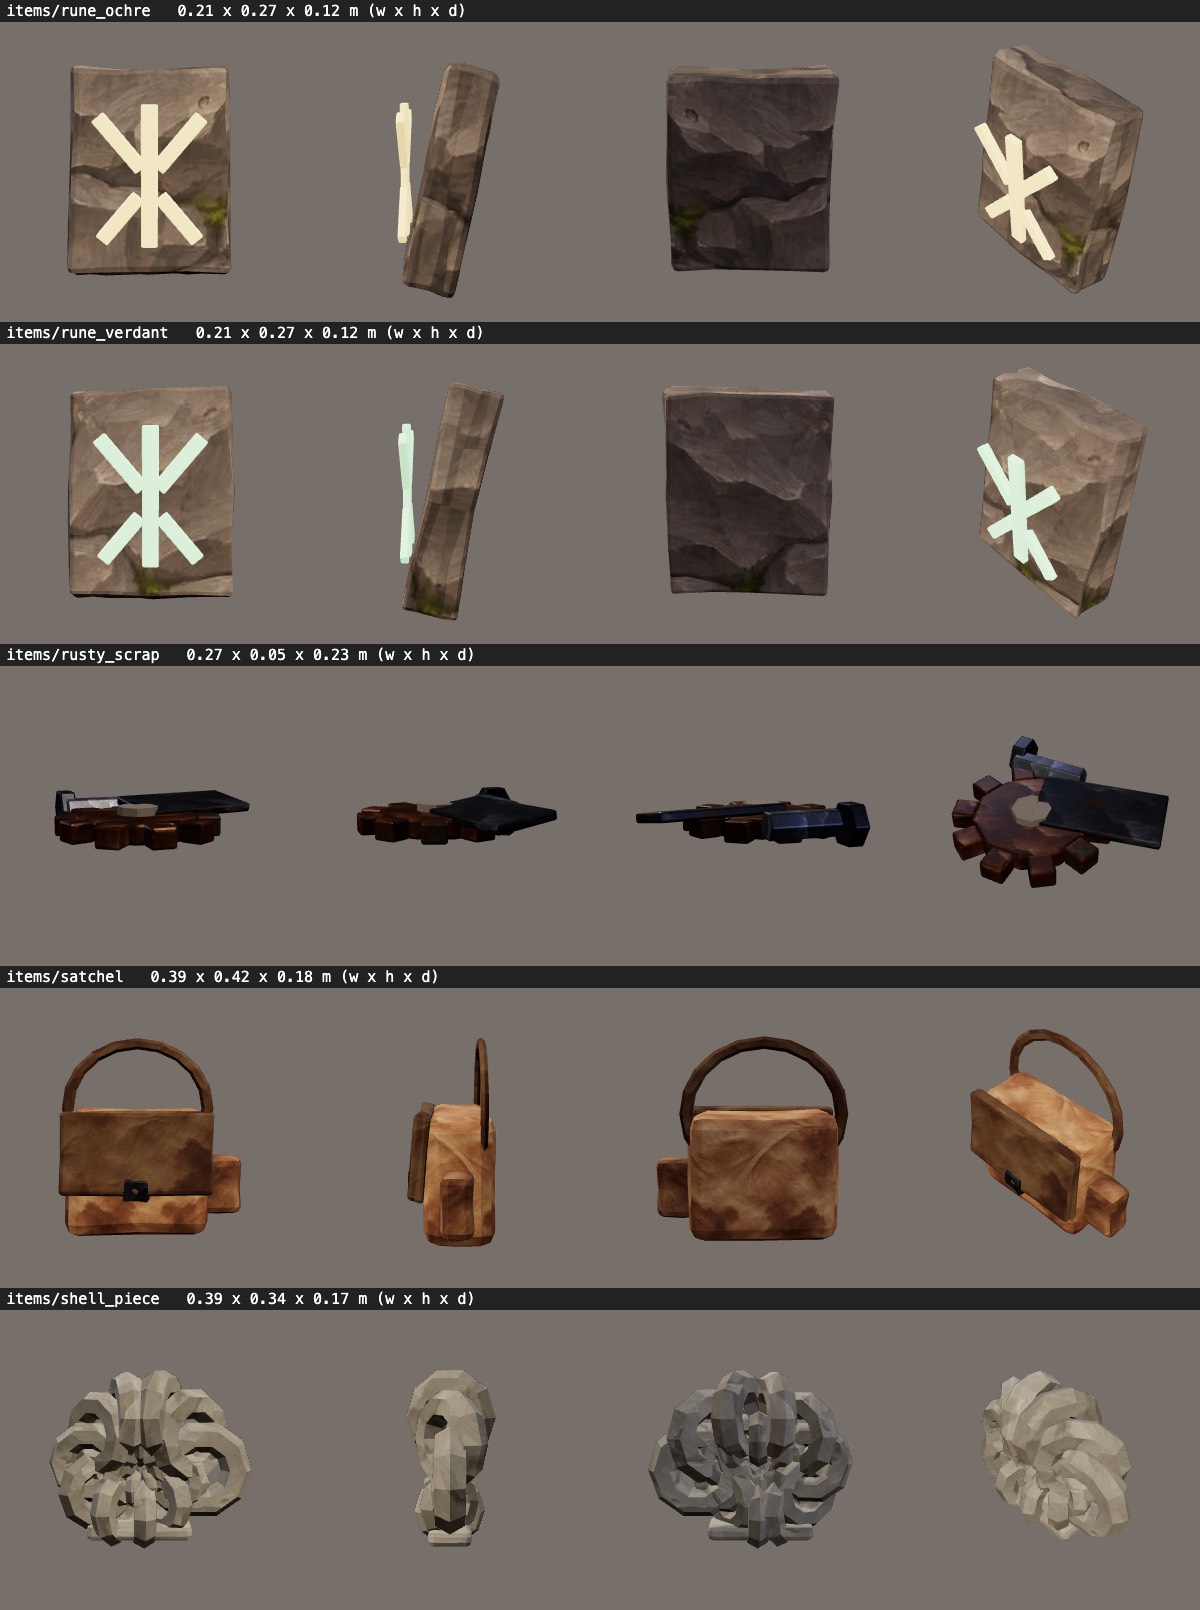 items/rune_ochre 0.21 x 0.27 x 0.12 m (w x h x d)
items/rune_verdant 0.21 x 0.27 x 0.12 m (w x h x d)
items/rusty_scrap 0.27 x 0.05 x 0.23 m (w x h x d)
items/satchel 0.39 x 0.42 x 0.18 m (w x h x d)
items/shell_piece 0.39 x 0.34 x 0.17 m (w x h x d)